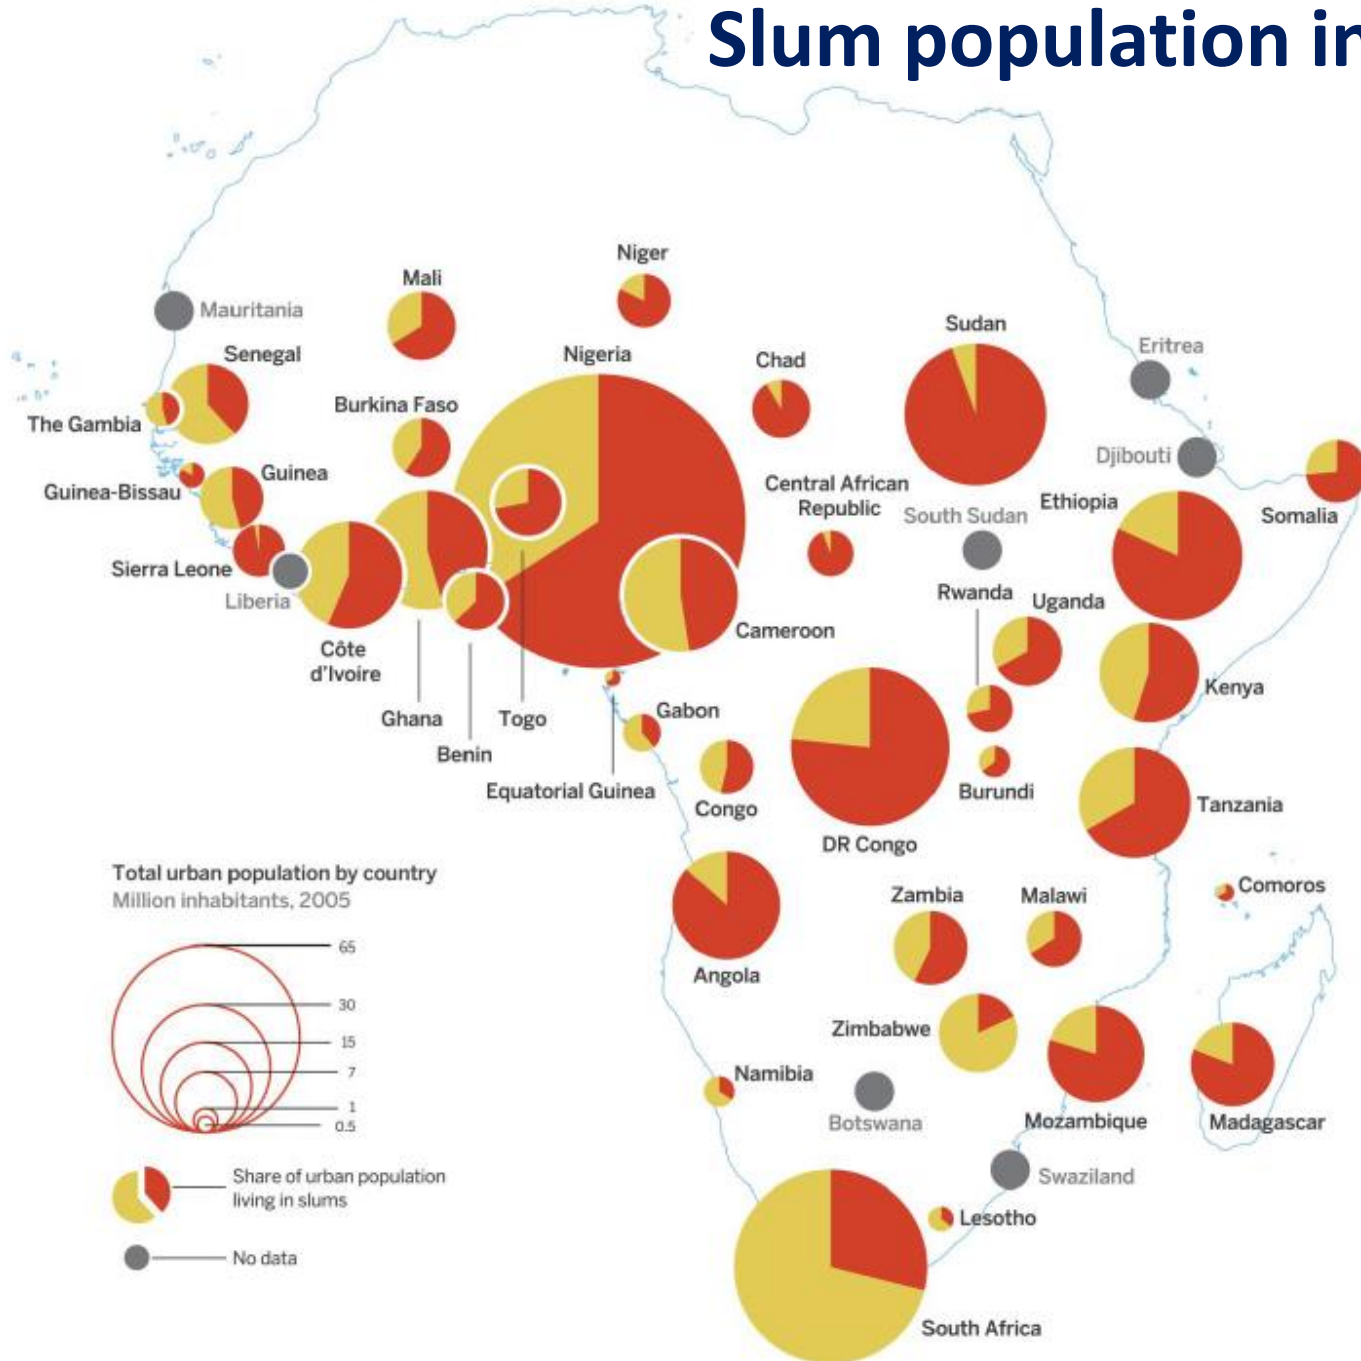 Slum population in
Niger
Mali
Mauritania
Sudan
Senegal
Nigeria
Eritrea
Chad
Burkina Faso
The Gambia
Djibouti
Guinea
Central African
Republic
Guinea-Bissau
Ethiopia
South Sudan
Somalia
Sierra Leone
Rwanda
Liberia
Uganda
Cameroon
Côte
d'Ivoire
Kenya
Gabon
Ghana
Togo
Benin
Equatorial Guinea
Burundi
Congo
Tanzania
DR Congo
Total urban population by country
Million inhabitants, 2005
Comoros
Zambia
Malawi
65
Angola
30
Zimbabwe
15
7
Namibia
1
Botswana
Mozambique
Madagascar
0.5
Share of urban population
living in slums
Swaziland
Lesotho
No data
South Africa